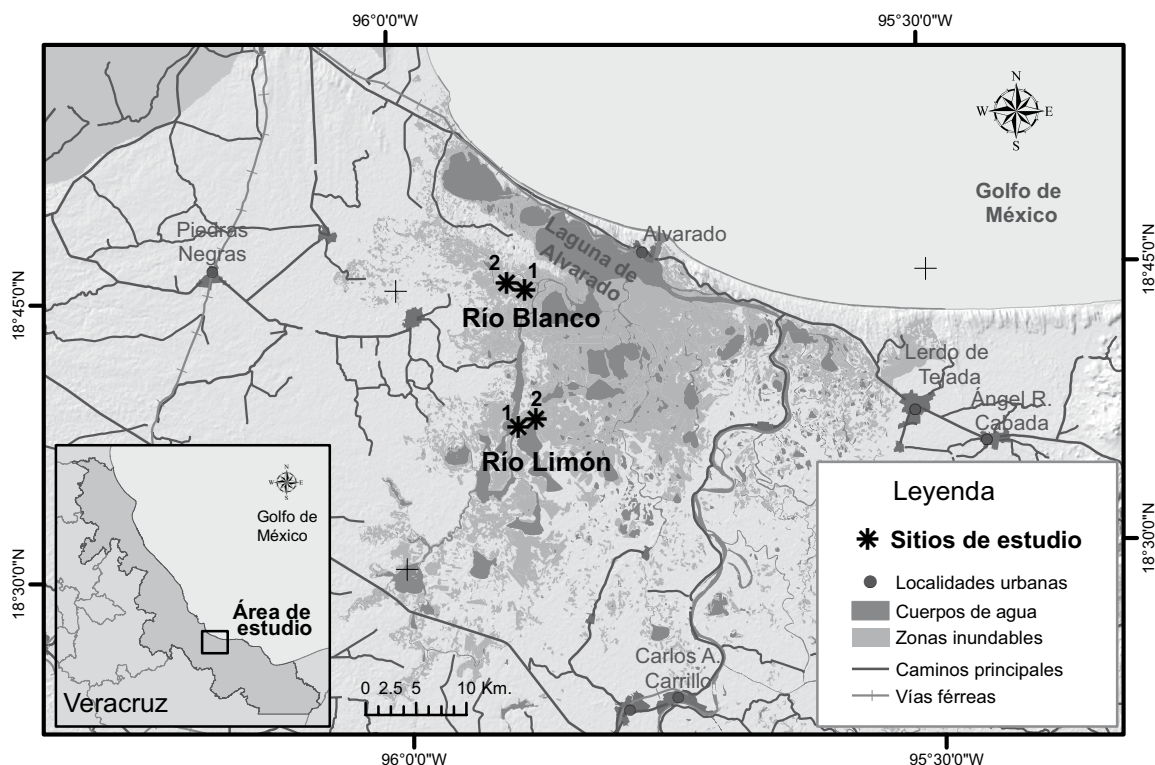 96°0'0"W
95°30'0"W
N
W
E
S
Golfo de
México
Piedras
Negras
Alvarado
Laguna de
Alvarado
18°45'0"N
18°45'0"N
2
1
Río Blanco
Lerdo de
Tejada
Ángel R.
Cabada
1
2
Río Limón
Leyenda
Sitios de estudio
Localidades urbanas
Cuerpos de agua
Zonas inundables
Caminos principales
Vías férreas
N
W
E
S
Golfo de
México
Área de
estudio
Veracruz
18°30'0"N
18°30'0"N
Carlos A.
Carrillo
0 2.5 5 10 Km.
96°0'0"W
95°30'0"W